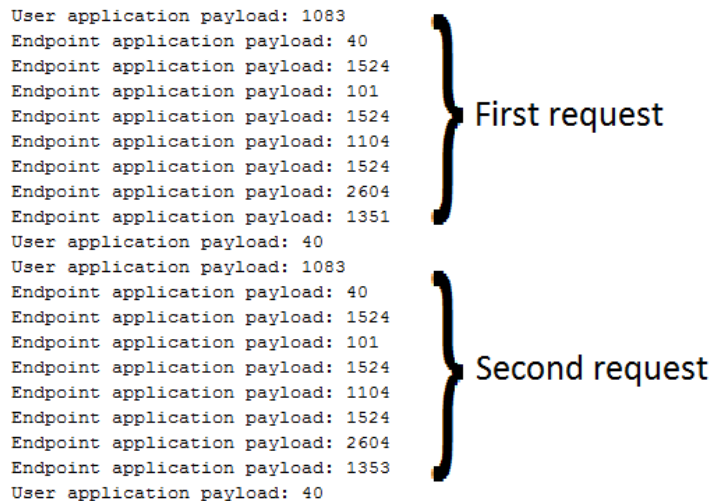 User application payload: 1083
Endpoint application payload: 40
Endpoint application payload: 1524
Endpoint application payload: 101
Endpoint application payload: 1524
Endpoint application payload: 1104
Endpoint application payload: 1524
Endpoint application payload: 2604
Endpoint application payload: 1351
First request
User application payload: 40
User application payload: 1083
Endpoint application payload: 40
Endpoint application payload: 1524
Endpoint application payload: 101
Endpoint application payload: 1524
Endpoint application payload: 1104
Endpoint application payload: 1524
Endpoint application payload: 2604
Endpoint application payload: 1353
Second request
User application payload: 40